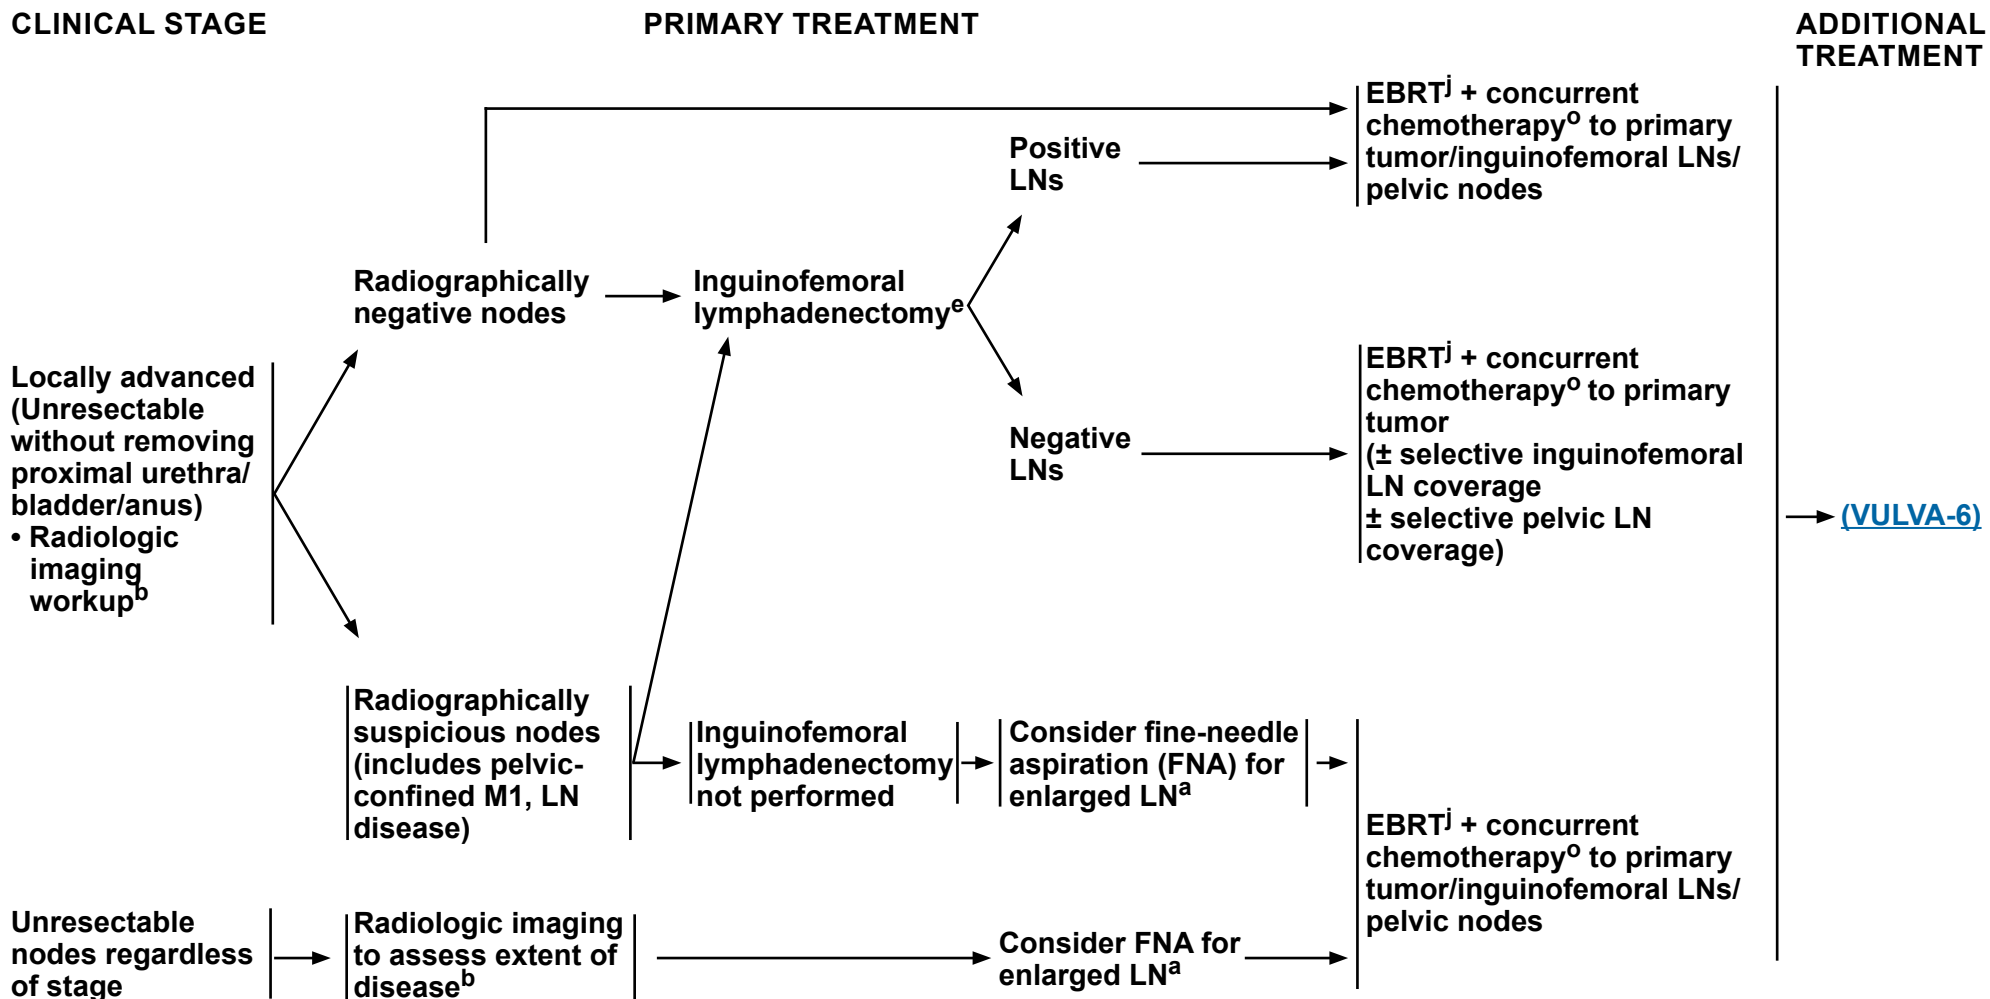 CLINICAL STAGE
PRIMARY TREATMENT
ADDITIONAL
TREATMENT
Locally advanced
(Unresectable
without removing
proximal urethra/
bladder/anus)
• Radiologic
imaging
workupb
Radiographically
negative nodes
Inguinofemoral
lymphadenectomye
Positive
LNs
EBRTj + concurrent
chemotherapyo to primary
tumor/inguinofemoral LNs/
pelvic nodes
Negative
LNs
EBRTj + concurrent
chemotherapyo to primary
tumor
(± selective inguinofemoral
LN coverage
± selective pelvic LN
coverage)
(VULVA-6)
Radiographically
suspicious nodes
(includes pelvic-
confined M1, LN
disease)
Inguinofemoral
lymphadenectomy
not performed
Consider fine-needle
aspiration (FNA) for
enlarged LNa
EBRTj + concurrent
chemotherapyo to primary
tumor/inguinofemoral LNs/
pelvic nodes
Unresectable
nodes regardless
of stage
Radiologic imaging
to assess extent of
diseaseb
Consider FNA for
enlarged LNa